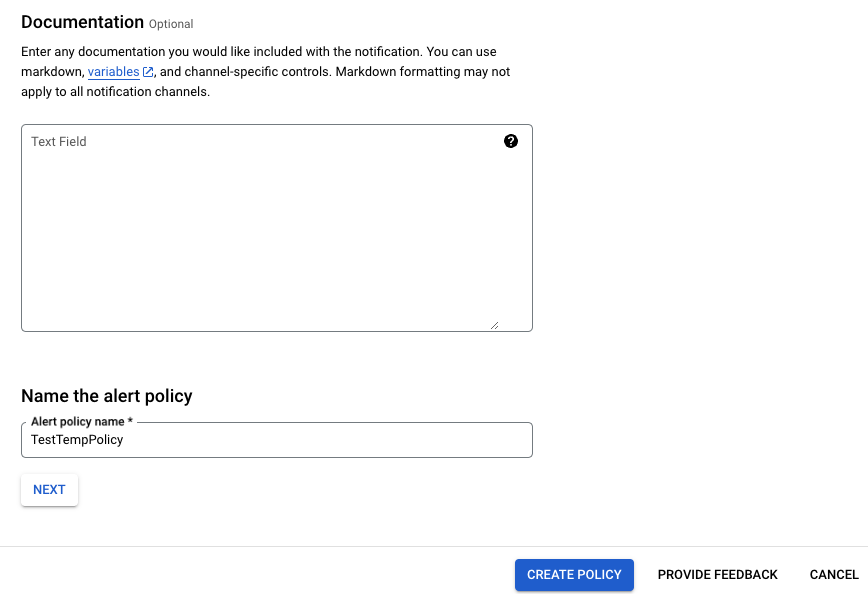 Documentation Optional
Enter any documentation you would like included with the notification. You can use
markdown, variables, and channel-specific controls. Markdown formatting may not
apply to all notification channels.
Text Field
Name the alert policy
Alert policy name *
TestTempPolicy
NEXT
CREATE POLICY PROVIDE FEEDBACK CANCEL